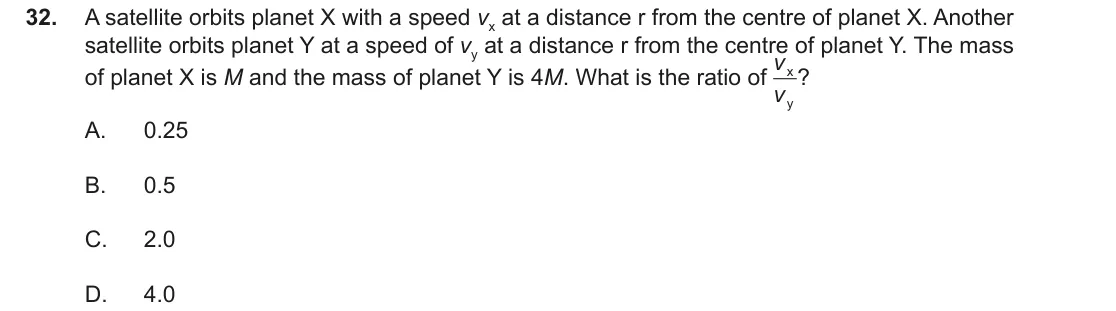 32. A satellite orbits planet X with a speed vₓ at a distance r from the centre of planet X. Another
satellite orbits planet Y at a speed of v_y at a distance r from the centre of planet Y. The mass
of planet X is M and the mass of planet Y is 4M. What is the ratio of vₓ/v_y?
A. 0.25
B. 0.5
C. 2.0
D. 4.0